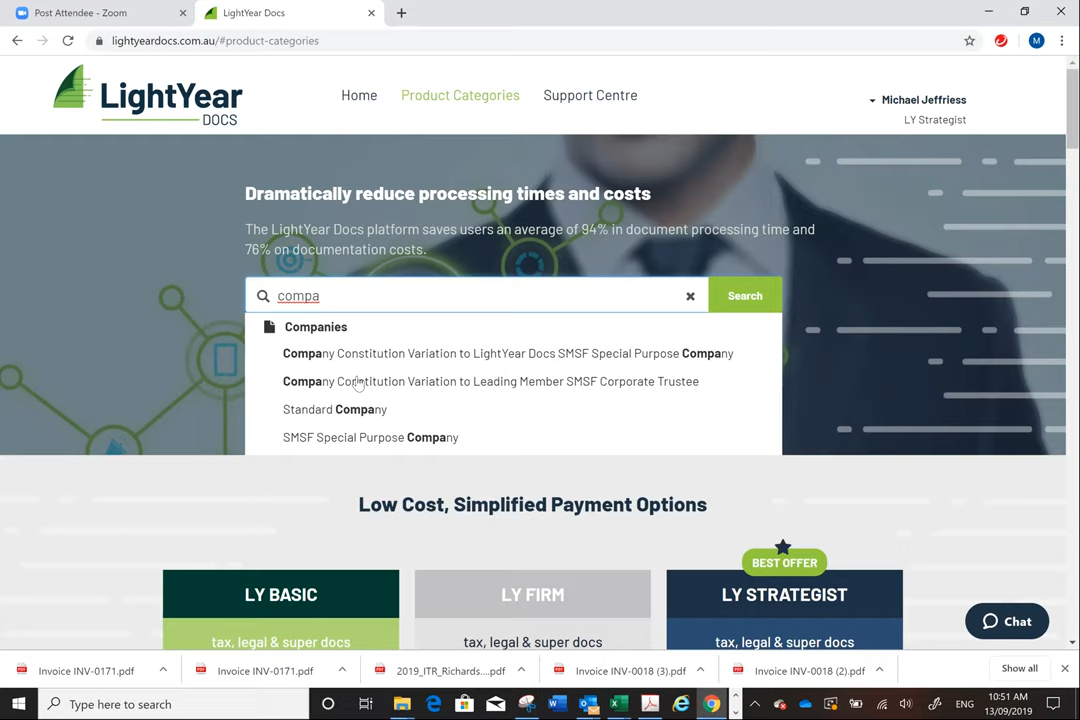 Post Attendee - Zoom
LightYear Docs
lightyeardocs.com.au/#product-categories
M
LightYear
DOCS
Home
Product Categories
Support Centre
Michael Jeffriess
LY Strategist
Dramatically reduce processing times and costs
The LightYear Docs platform saves users an average of 94% in document processing time and
76% on documentation costs.
compa
Search
Companies
Company Constitution Variation to LightYear Docs SMSF Special Purpose Company
Company Constitution Variation to Leading Member SMSF Corporate Trustee
Standard Company
SMSF Special Purpose Company
Low Cost, Simplified Payment Options
BEST OFFER
LY BASIC
LY FIRM
LY STRATEGIST
tax, legal & super docs
tax, legal & super docs
tax, legal & super docs
Chat
Invoice INV-0171.pdf
Invoice INV-0171.pdf
2019_ITR_Richards....pdf
Invoice INV-0018 (3).pdf
Invoice INV-0018 (2).pdf
Show all
Type here to search
ENG
10:51 AM
13/09/2019